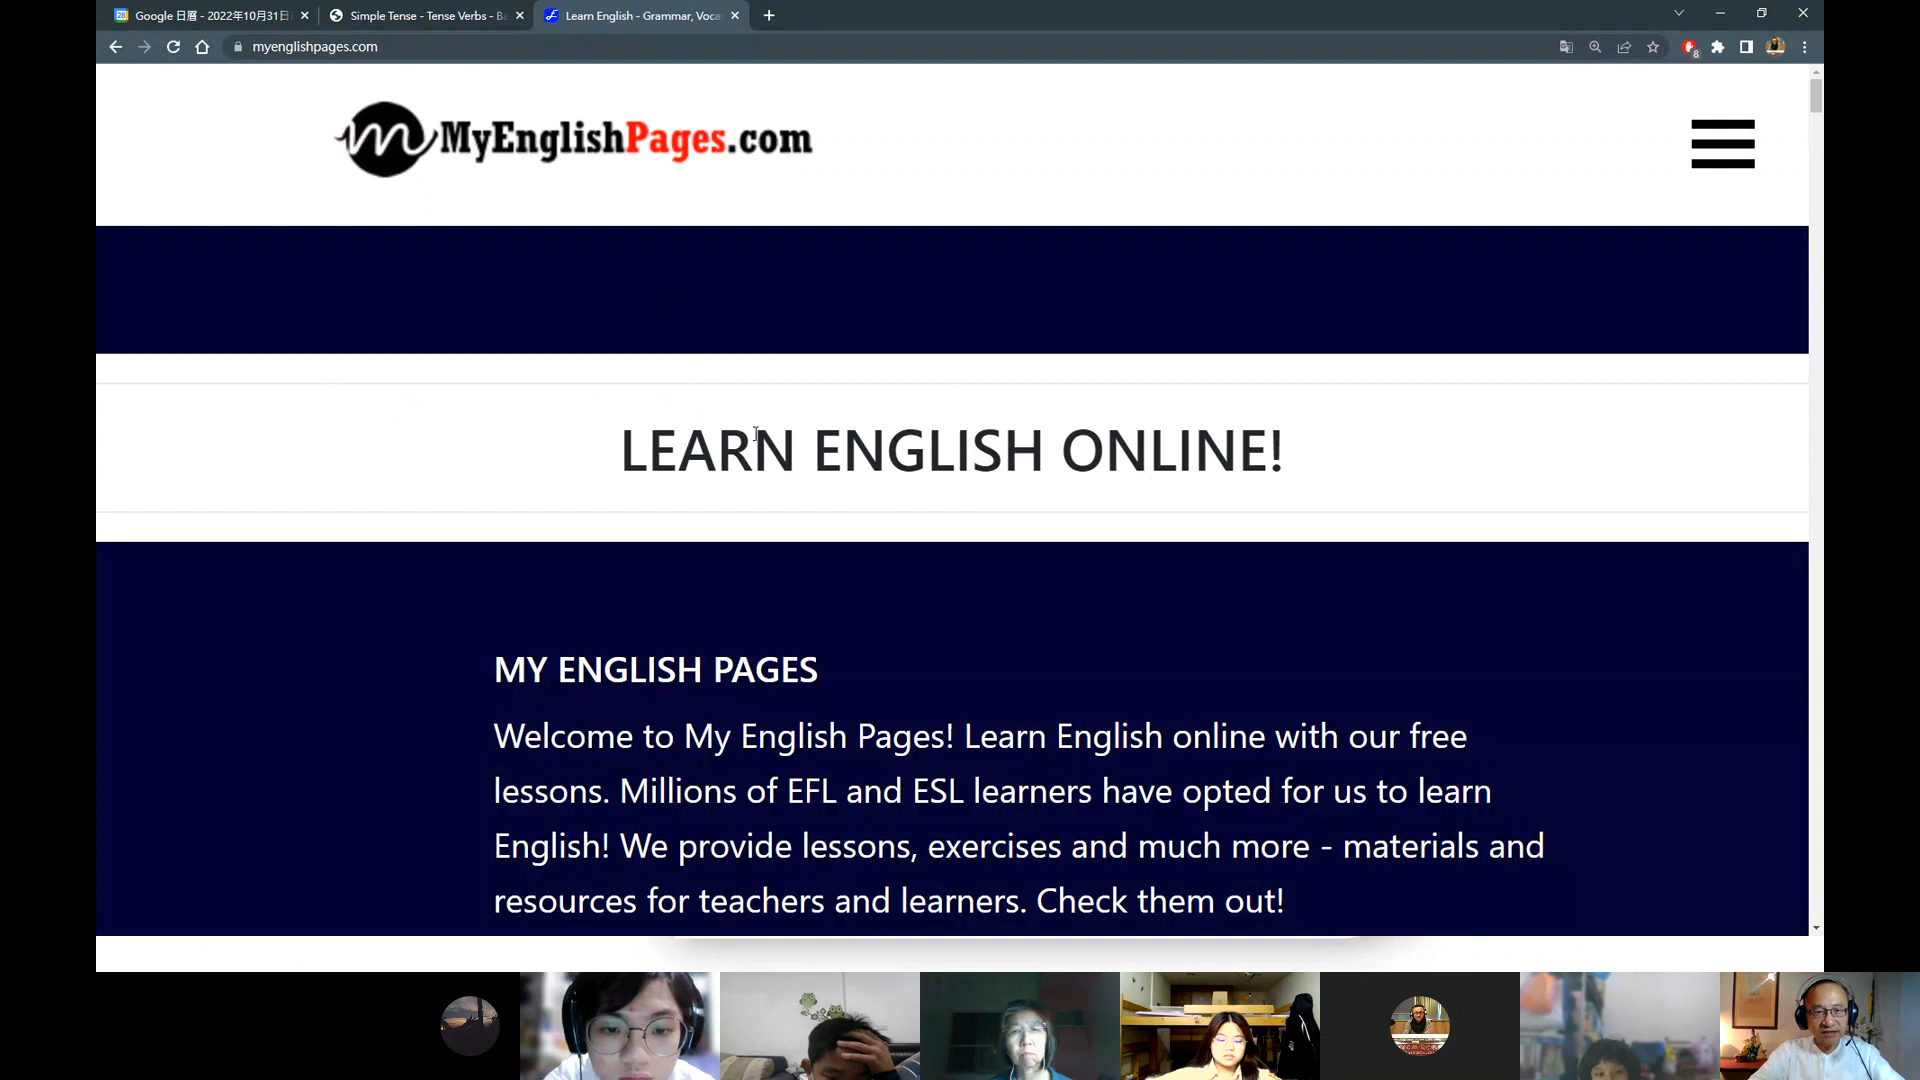 Google 日曆 - 2022年10月31日
Simple Tense - Tense Verbs - Ba
Learn English - Grammar, Voca
myenglishpages.com
8
MyEnglishPages.com
LEARN ENGLISH ONLINE!
MY ENGLISH PAGES
Welcome to My English Pages! Learn English online with our free
lessons. Millions of EFL and ESL learners have opted for us to learn
English! We provide lessons, exercises and much more - materials and
resources for teachers and learners. Check them out!